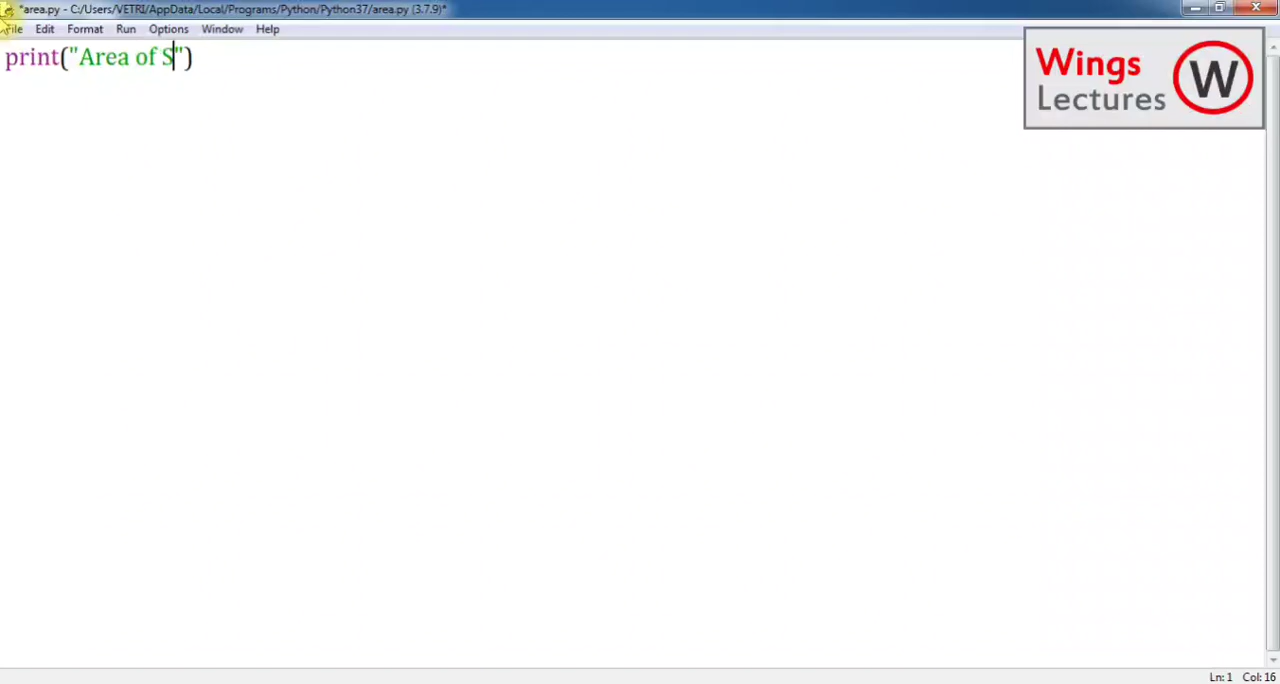 *area.py - C:/Users/VETRI/AppData/Local/Programs/Python/Python37/area.py (3.7.9)*
File Edit Format Run Options Window Help
print("Area of S")
Wings
Lectures
W
Ln: 1 Col: 16